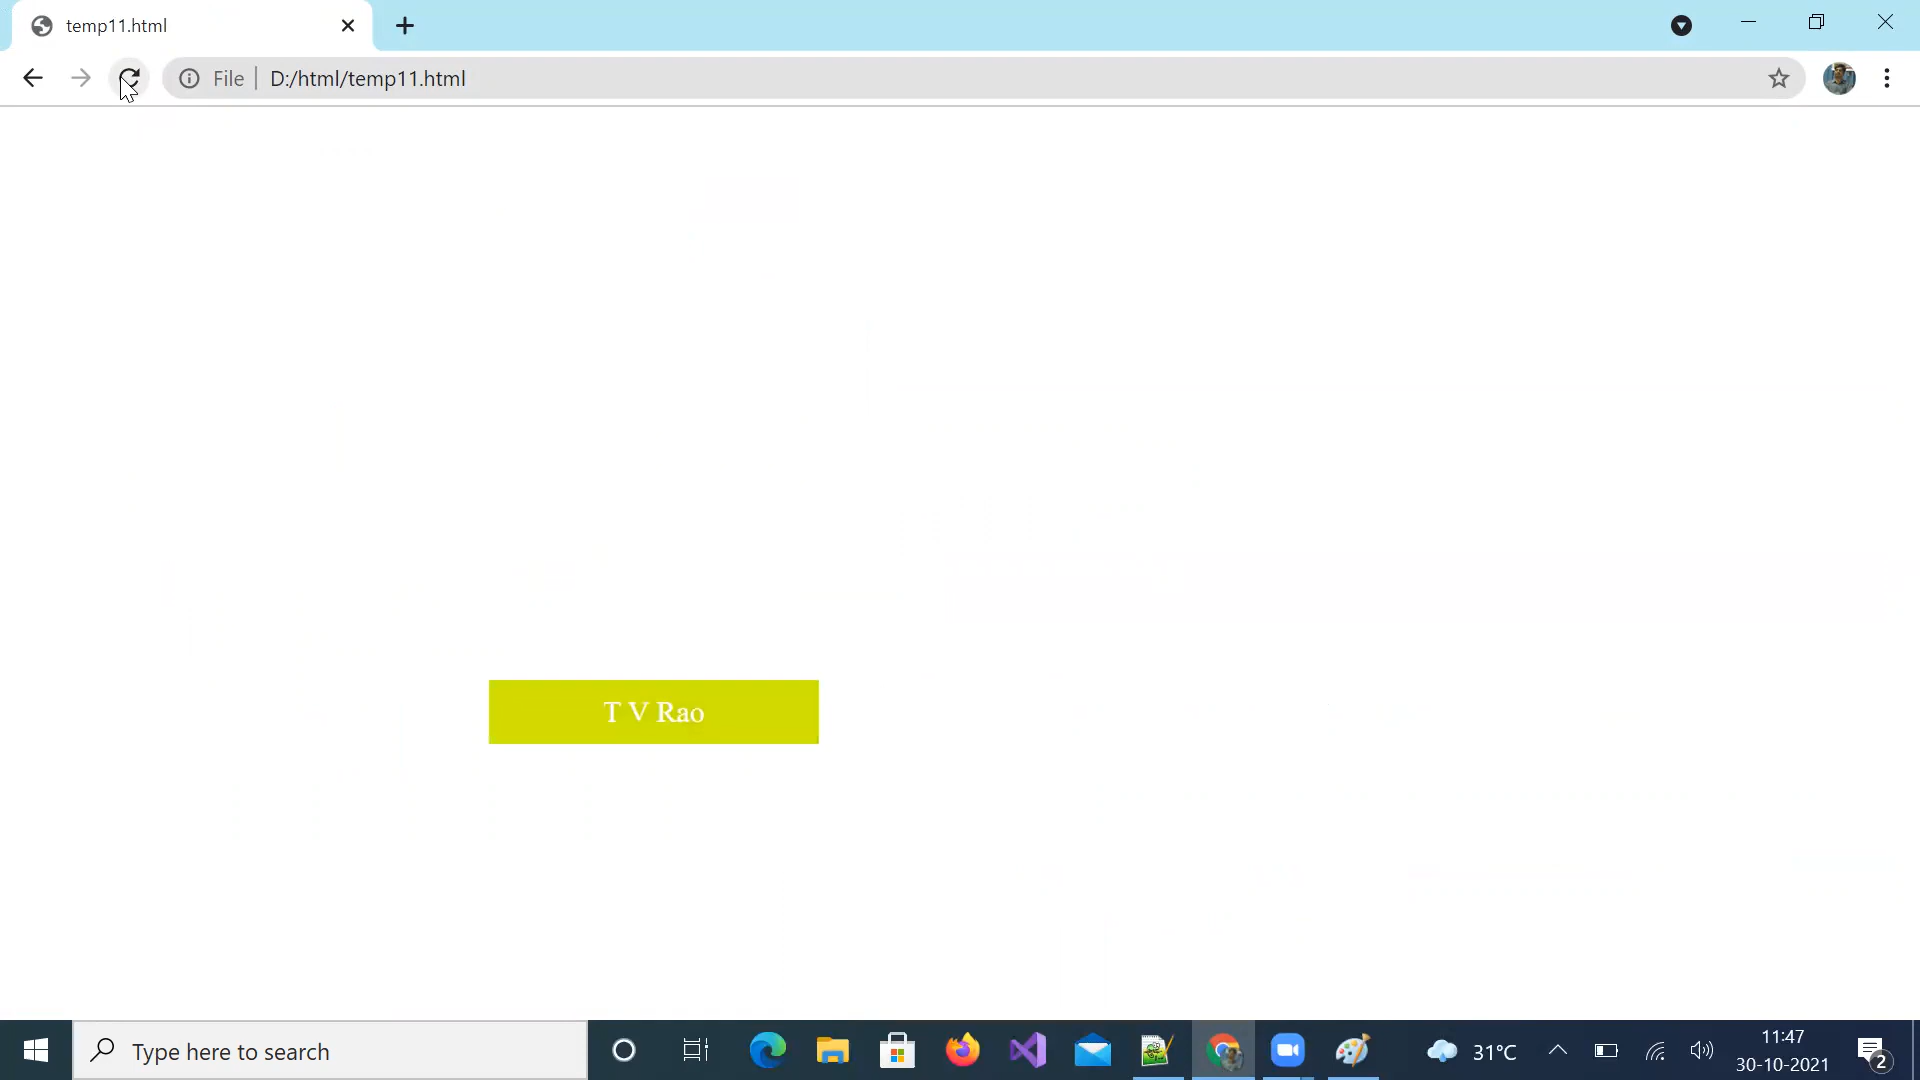 temp11.html
File
D:/html/temp11.html
T V Rao
Type here to search
31°C
11:47
30-10-2021
2